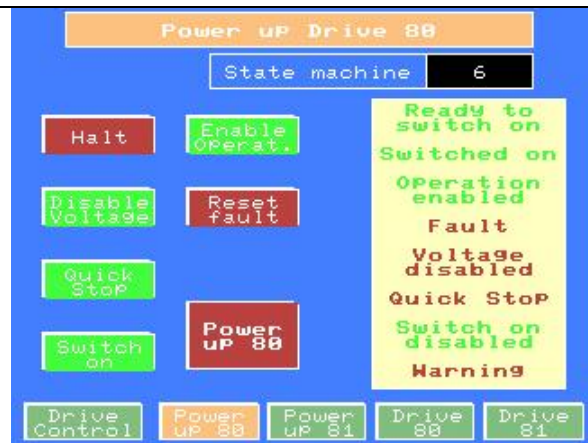 Power up Drive 80
State machine 6
Halt
Enable
Operat.
Disable
Voltage
Reset
fault
Quick
Stop
Switch
on
Power
up 80
Ready to
switch on
Switched on
Operation
enabled
Fault
Voltage
disabled
Quick Stop
Switch on
disabled
Warning
Drive
Control
Power
up 80
Power
up 81
Drive
80
Drive
81